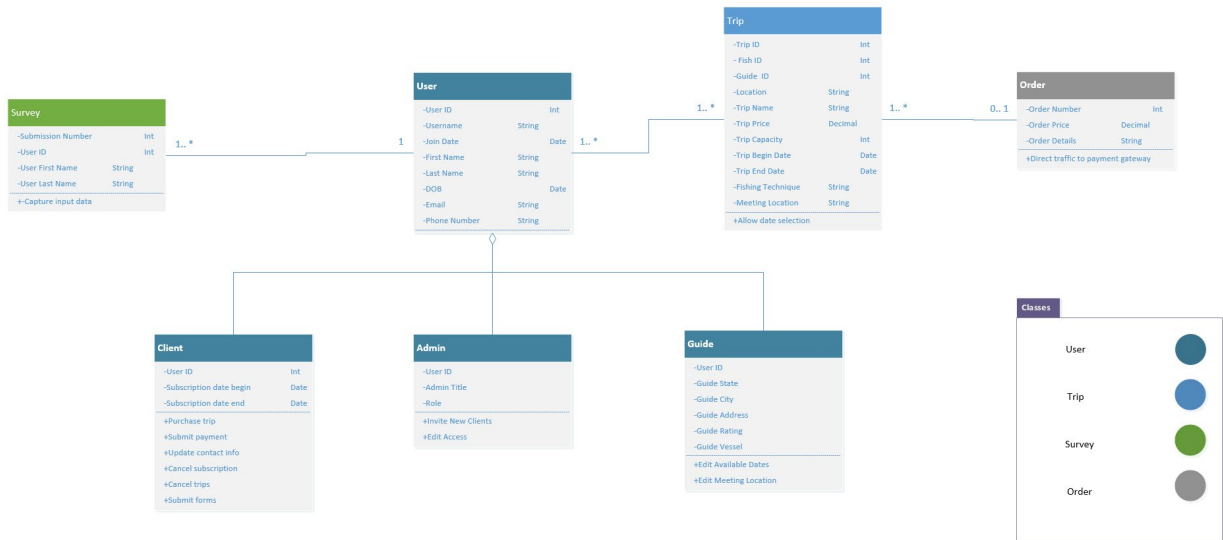 Survey
-Submission Number Int
-User ID Int
-User First Name String
-User Last Name String
+-Capture input data
1.. *
1
User
-User ID Int
-Username String
-Join Date Date
-First Name String
-Last Name String
-DOB Date
-Email String
-Phone Number String
1.. *
1.. *
Trip
-Trip ID Int
- Fish ID Int
-Guide ID Int
-Location String
-Trip Name String
-Trip Price Decimal
-Trip Capacity Int
-Trip Begin Date Date
-Trip End Date Date
-Fishing Technique String
-Meeting Location String
+Allow date selection
1.. *
0.. 1
Order
-Order Number Int
-Order Price Decimal
-Order Details String
+Direct traffic to payment gateway
Client
-User ID Int
-Subscription date begin Date
-Subscription date end Date
+Purchase trip
+Submit payment
+Update contact info
+Cancel subscription
+Cancel trips
+Submit forms
Admin
-User ID
-Admin Title
-Role
+Invite New Clients
+Edit Access
Guide
-User ID
-Guide State
-Guide City
-Guide Address
-Guide Rating
-Guide Vessel
+Edit Available Dates
+Edit Meeting Location
Classes
User
Trip
Survey
Order